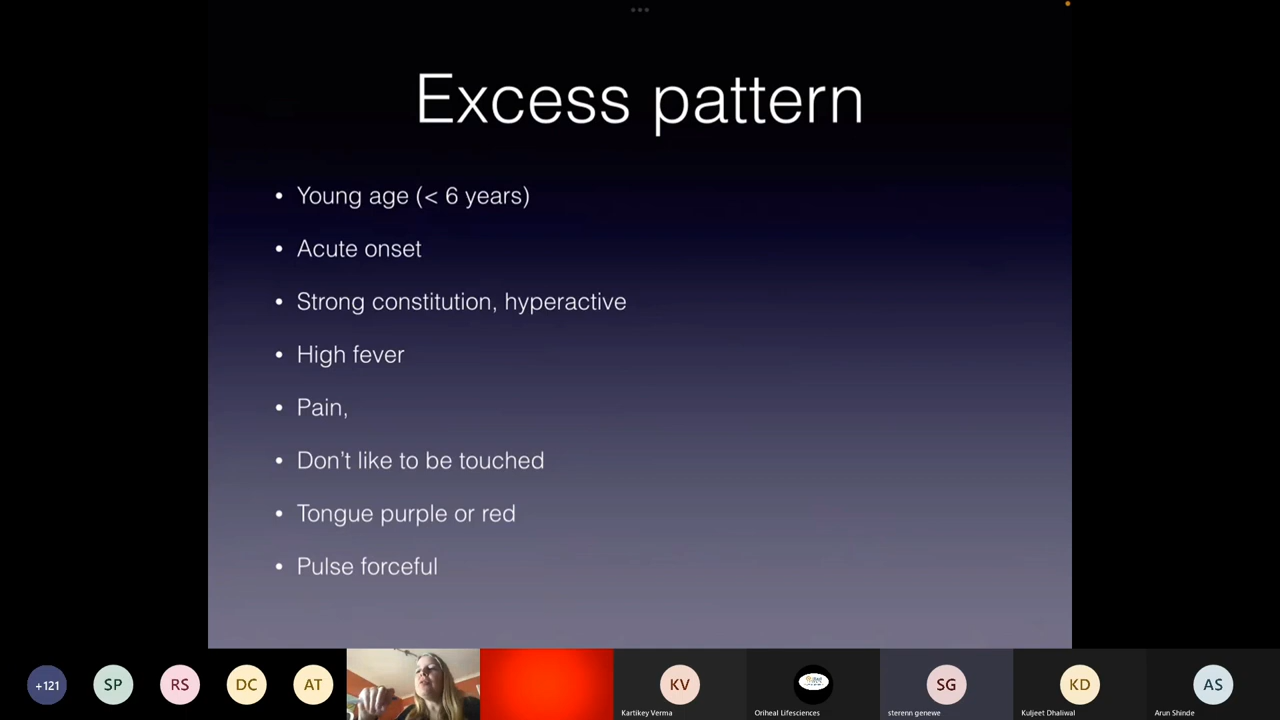 Excess pattern
• Young age (< 6 years)
• Acute onset
• Strong constitution, hyperactive
• High fever
• Pain,
• Don’t like to be touched
• Tongue purple or red
• Pulse forceful
+121
SP
RS
DC
AT
KV
SG
KD
AS
Kartikey Verma
Oriheal Lifesciences
sterenn genewe
Kuljeet Dhaliwal
Arun Shinde